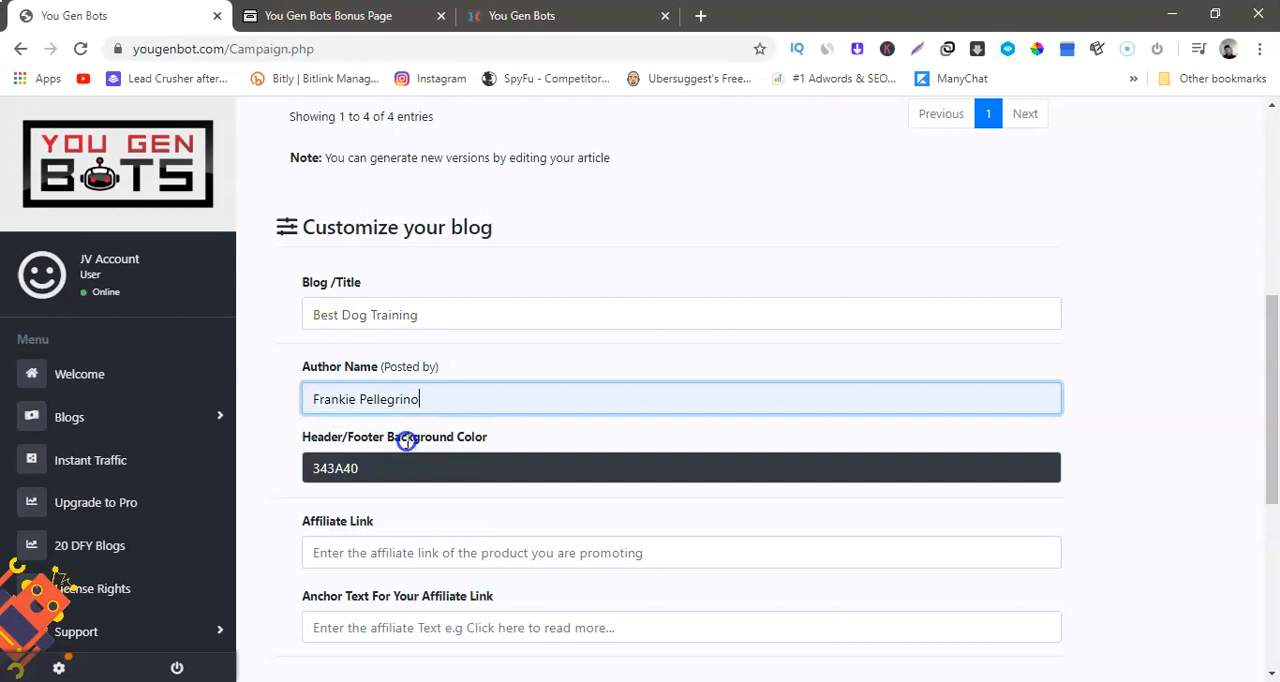 You Gen Bots
You Gen Bots Bonus Page
You Gen Bots
yougenbot.com/Campaign.php
Apps
Lead Crusher after...
Bitly | Bitlink Manag...
Instagram
SpyFu - Competitor...
Ubersuggest's Free...
#1 Adwords & SEO...
ManyChat
Other bookmarks
YOU GEN
BOTS
JV Account
User
Online
Menu
Welcome
Blogs
Instant Traffic
Upgrade to Pro
20 DFY Blogs
License Rights
Support
Showing 1 to 4 of 4 entries
Previous
1
Next
Note: You can generate new versions by editing your article
Customize your blog
Blog /Title
Best Dog Training
Author Name (Posted by)
Frankie Pellegrino
Header/Footer Background Color
343A40
Affiliate Link
Enter the affiliate link of the product you are promoting
Anchor Text For Your Affiliate Link
Enter the affiliate Text e.g Click here to read more...